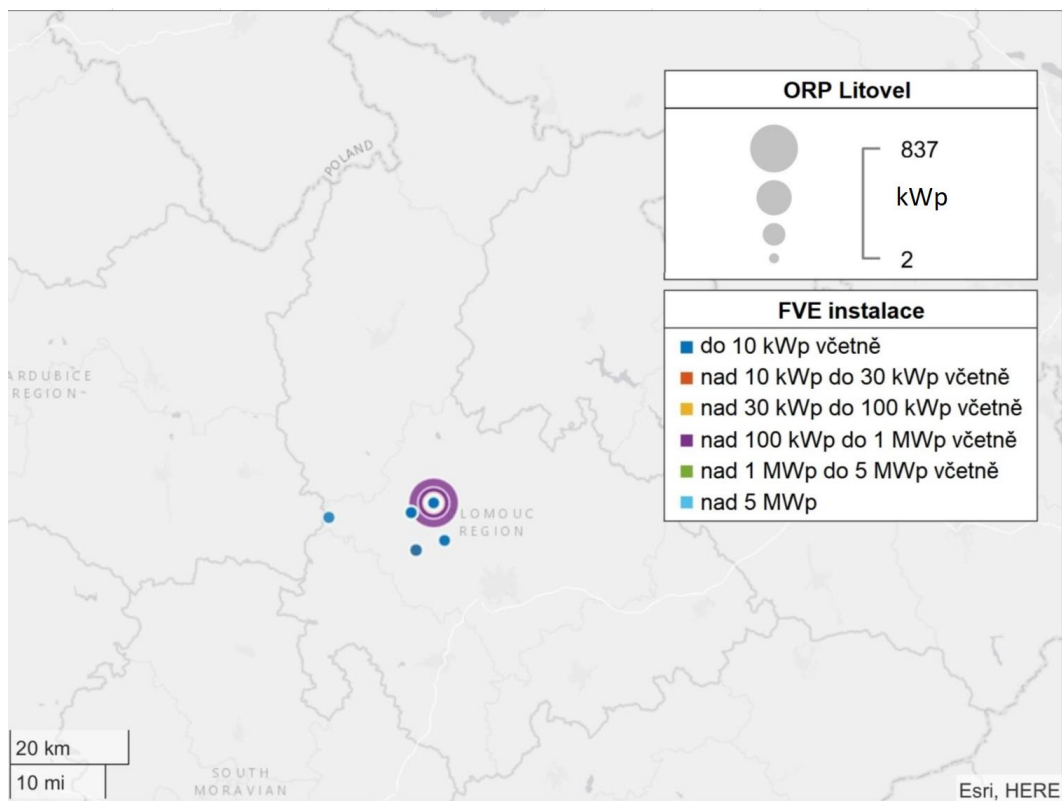 POLAND
ARDUBICE
REGION
LOMOUC
REGION
SOUTH
MORAVIAN
ORP Litovel
837
kWp
2
FVE instalace
do 10 kWp včetně
nad 10 kWp do 30 kWp včetně
nad 30 kWp do 100 kWp včetně
nad 100 kWp do 1 MWp včetně
nad 1 MWp do 5 MWp včetně
nad 5 MWp
20 km
10 mi
Esri, HERE